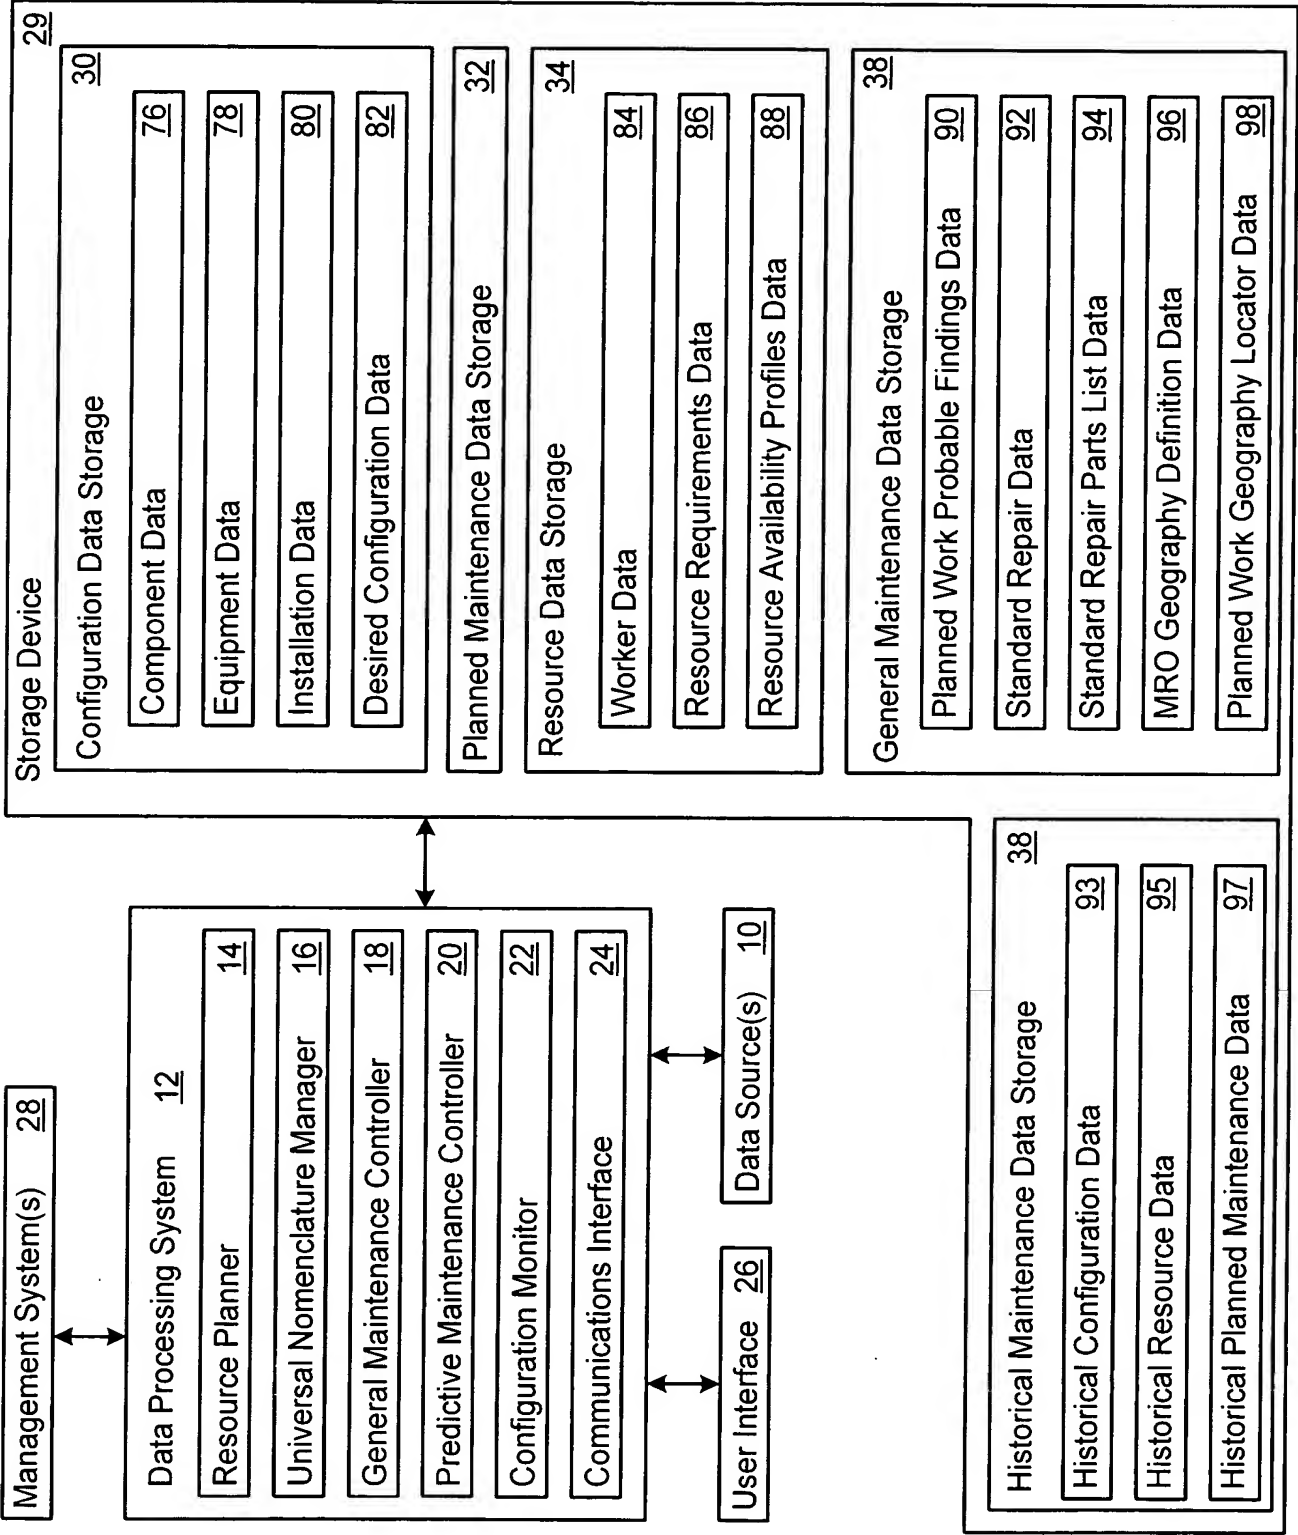 Management System(s) 28
Data Processing System 12
Resource Planner 14
Universal Nomenclature Manager 16
General Maintenance Controller 18
Predictive Maintenance Controller 20
Configuration Monitor 22
Communications Interface 24
User Interface 26
Data Source(s) 10
Storage Device 29
Configuration Data Storage 30
Component Data 76
Equipment Data 78
Installation Data 80
Desired Configuration Data 82
Planned Maintenance Data Storage 32
Resource Data Storage 34
Worker Data 84
Resource Requirements Data 86
Resource Availability Profiles Data 88
General Maintenance Data Storage 38
Planned Work Probable Findings Data 90
Standard Repair Data 92
Standard Repair Parts List Data 94
MRO Geography Definition Data 96
Planned Work Geography Locator Data 98
Historical Maintenance Data Storage 38
Historical Configuration Data 93
Historical Resource Data 95
Historical Planned Maintenance Data 97